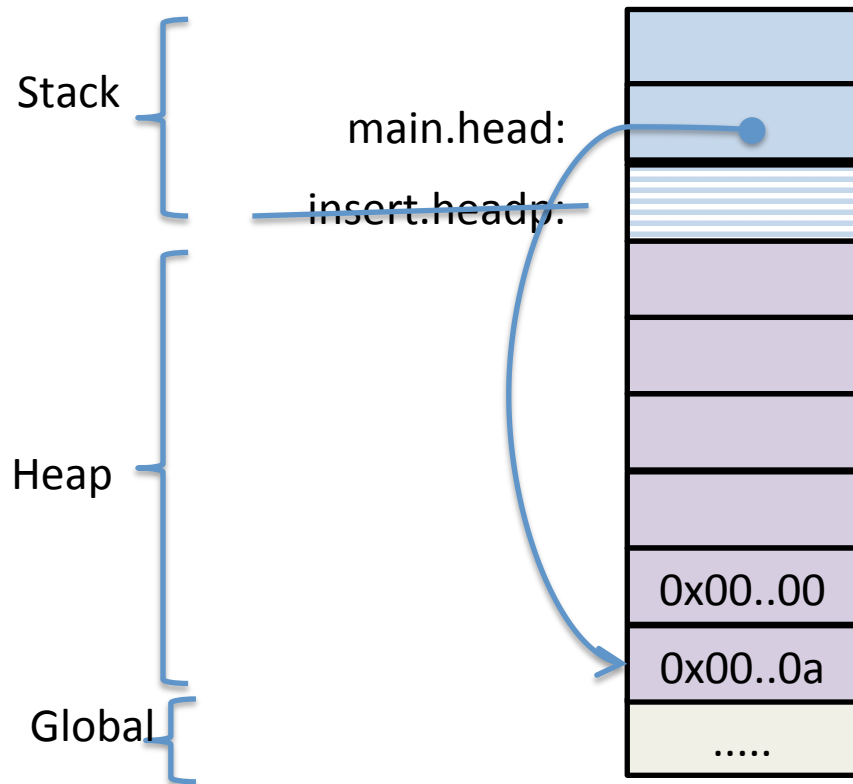 Stack
main.head:
insert.headp:
Heap
0x00..00
0x00..0a
Global
.....